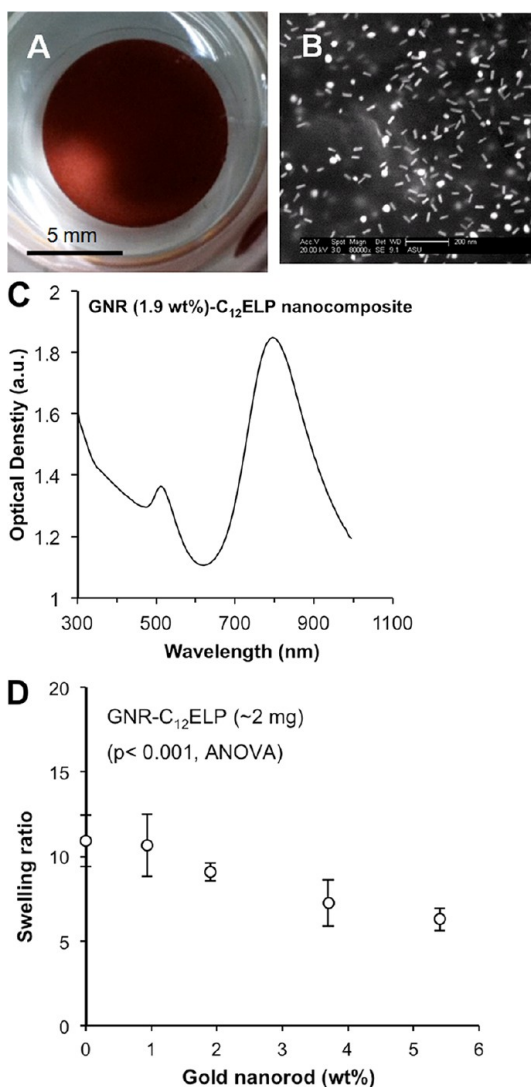 A
5 mm
B
Acc.V Spot Magn Det WD 200 nm
20.00 kV 3.0 80000x SE 9.1 ASU
C
GNR (1.9 wt%)-C₁₂ELP nanocomposite
2
1.8
1.6
1.4
1.2
1
Optical Denstiy (a.u.)
300 500 700 900 1100
Wavelength (nm)
D
GNR-C₁₂ELP (~2 mg)
(p< 0.001, ANOVA)
20
15
10
5
0
Swelling ratio
0 1 2 3 4 5 6
Gold nanorod (wt%)